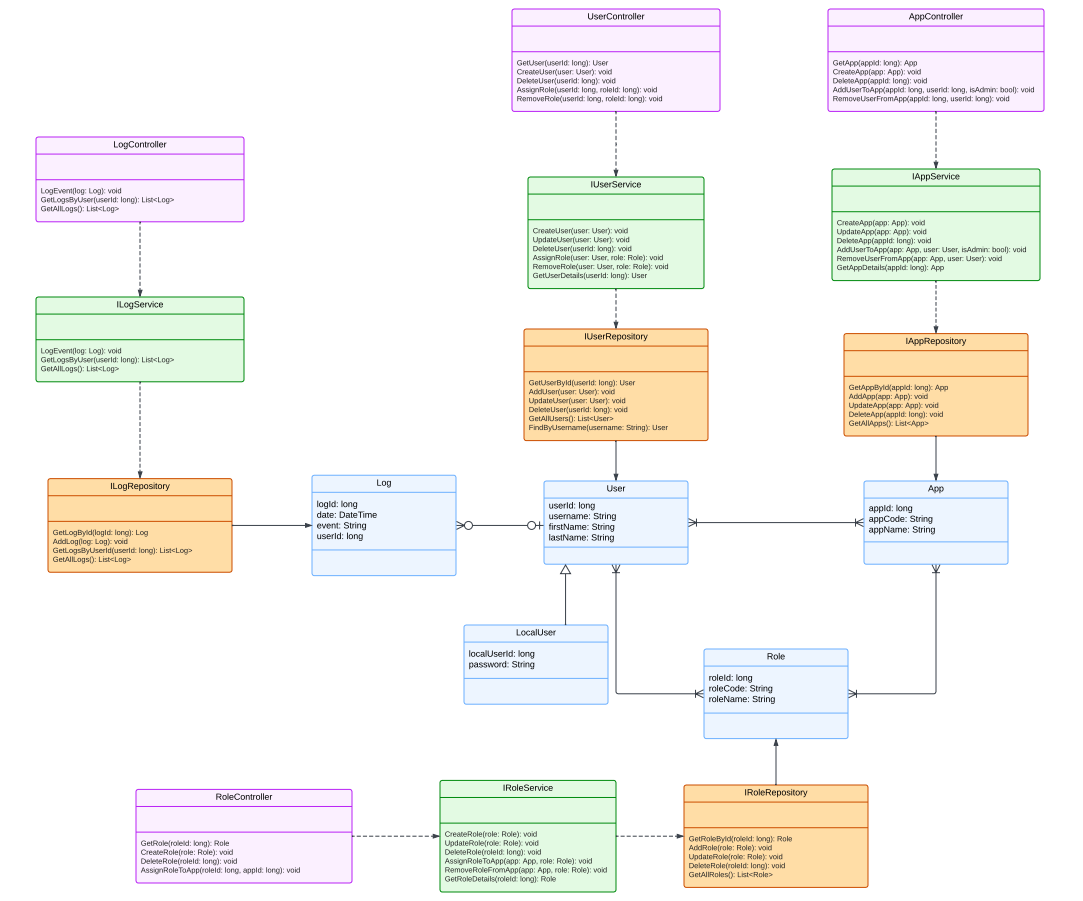 UserController
GetUser(userId: long): User
CreateUser(user: User): void
DeleteUser(userId: long): void
AssignRole(userId: long, roleId: long): void
RemoveRole(userId: long, roleId: long): void
AppController
GetApp(appId: long): App
CreateApp(app: App): void
DeleteApp(appId: long): void
AddUserToApp(appId: long, userId: long, isAdmin: bool): void
RemoveUserFromApp(appId: long, userId: long): void
LogController
LogEvent(log: Log): void
GetLogsByUser(userId: long): List<Log>
GetAllLogs(): List<Log>
IUserService
CreateUser(user: User): void
UpdateUser(user: User): void
DeleteUser(userId: long): void
AssignRole(user: User, role: Role): void
RemoveRole(user: User, role: Role): void
GetUserDetails(userId: long): User
IAppService
CreateApp(app: App): void
UpdateApp(app: App): void
DeleteApp(appId: long): void
AddUserToApp(app: App, user: User, isAdmin: bool): void
RemoveUserFromApp(app: App, user: User): void
GetAppDetails(appId: long): App
ILogService
LogEvent(log: Log): void
GetLogsByUser(userId: long): List<Log>
GetAllLogs(): List<Log>
IUserRepository
GetUserById(userId: long): User
AddUser(user: User): void
UpdateUser(user: User): void
DeleteUser(userId: long): void
GetAllUsers(): List<User>
FindByUsername(username: String): User
IAppRepository
GetAppById(appId: long): App
AddApp(app: App): void
UpdateApp(app: App): void
DeleteApp(appId: long): void
GetAllApps(): List<App>
ILogRepository
GetLogById(logId: long): Log
AddLog(log: Log): void
GetLogsByUserId(userId: long): List<Log>
GetAllLogs(): List<Log>
Log
logId: long
date: DateTime
event: String
userId: long
User
userId: long
username: String
firstName: String
lastName: String
App
appId: long
appCode: String
appName: String
LocalUser
localUserId: long
password: String
Role
roleId: long
roleCode: String
roleName: String
RoleController
GetRole(roleId: long): Role
CreateRole(role: Role): void
DeleteRole(roleId: long): void
AssignRoleToApp(roleId: long, appId: long): void
IRoleService
CreateRole(role: Role): void
UpdateRole(role: Role): void
DeleteRole(roleId: long): void
AssignRoleToApp(app: App, role: Role): void
RemoveRoleFromApp(app: App, role: Role): void
GetRoleDetails(roleId: long): Role
IRoleRepository
GetRoleById(roleId: long): Role
AddRole(role: Role): void
UpdateRole(role: Role): void
DeleteRole(roleId: long): void
GetAllRoles(): List<Role>